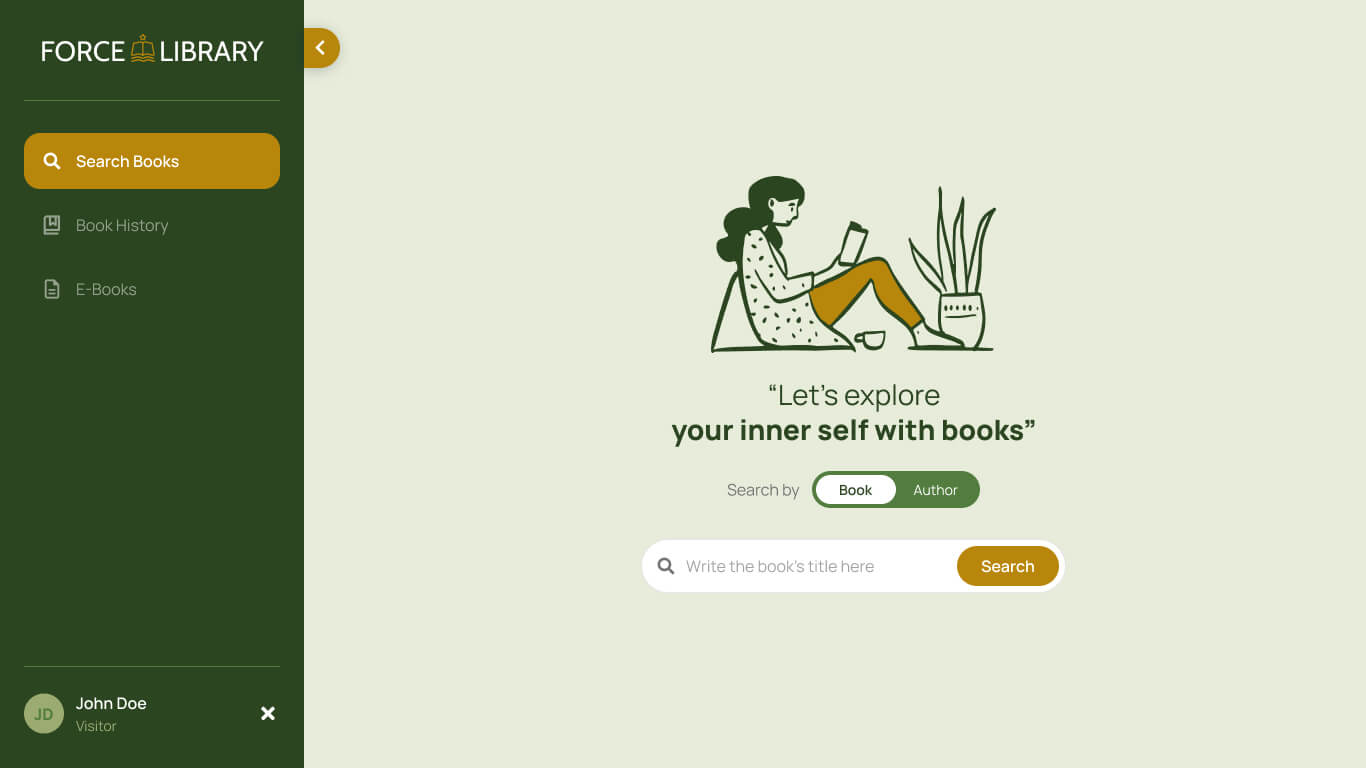 FORCE LIBRARY
Search Books
Book History
E-Books
“Let’s explore
your inner self with books”
Search by Book Author
Write the book’s title here Search
JD
John Doe
Visitor